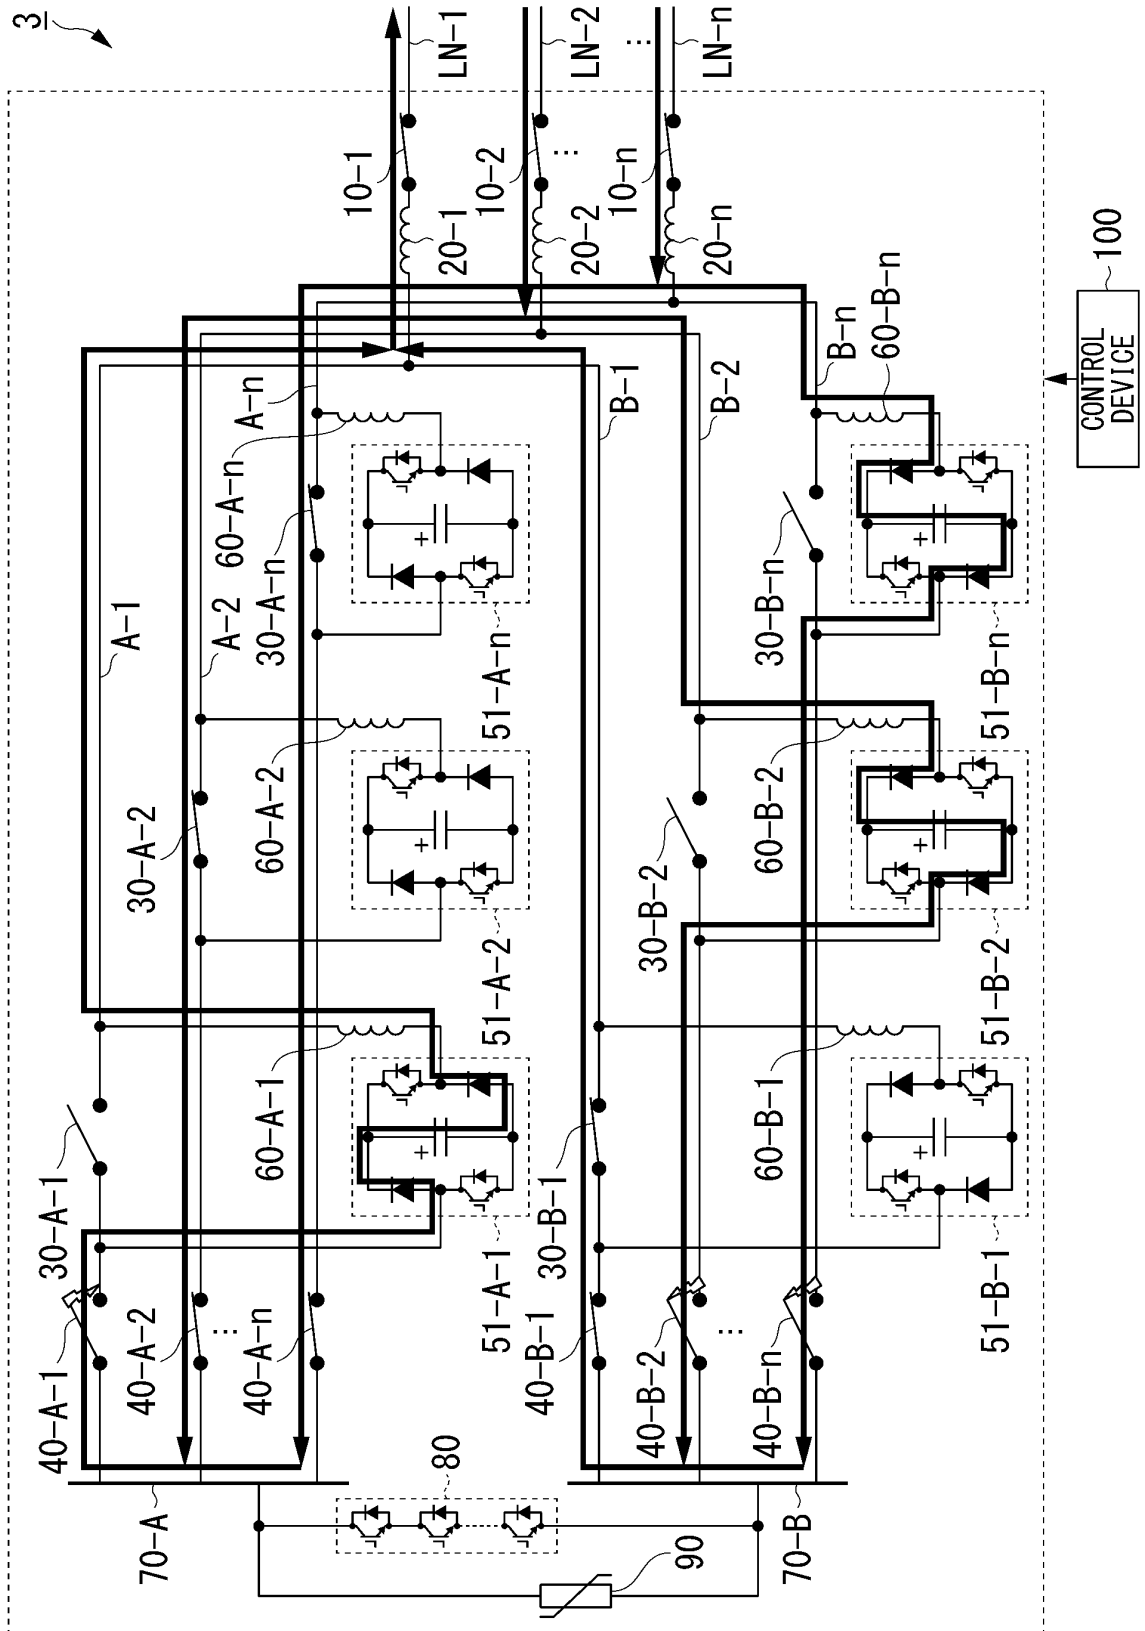 3
LN-1
LN-2
⋮
LN-n
10-1
10-2
⋮
10-n
20-1
20-2
20-n
100
CONTROL
DEVICE
A-1
A-2
A-n
B-1
B-2
B-n
60-A-n
60-B-n
30-A-n
30-B-n
+
+
51-A-n
51-B-n
30-A-2
30-B-2
60-A-2
60-B-2
+
+
51-A-2
51-B-2
30-A-1
30-B-1
60-A-1
60-B-1
+
+
51-A-1
51-B-1
40-A-1
40-A-2
...
40-A-n
40-B-1
40-B-2
...
40-B-n
70-A
80
90
70-B